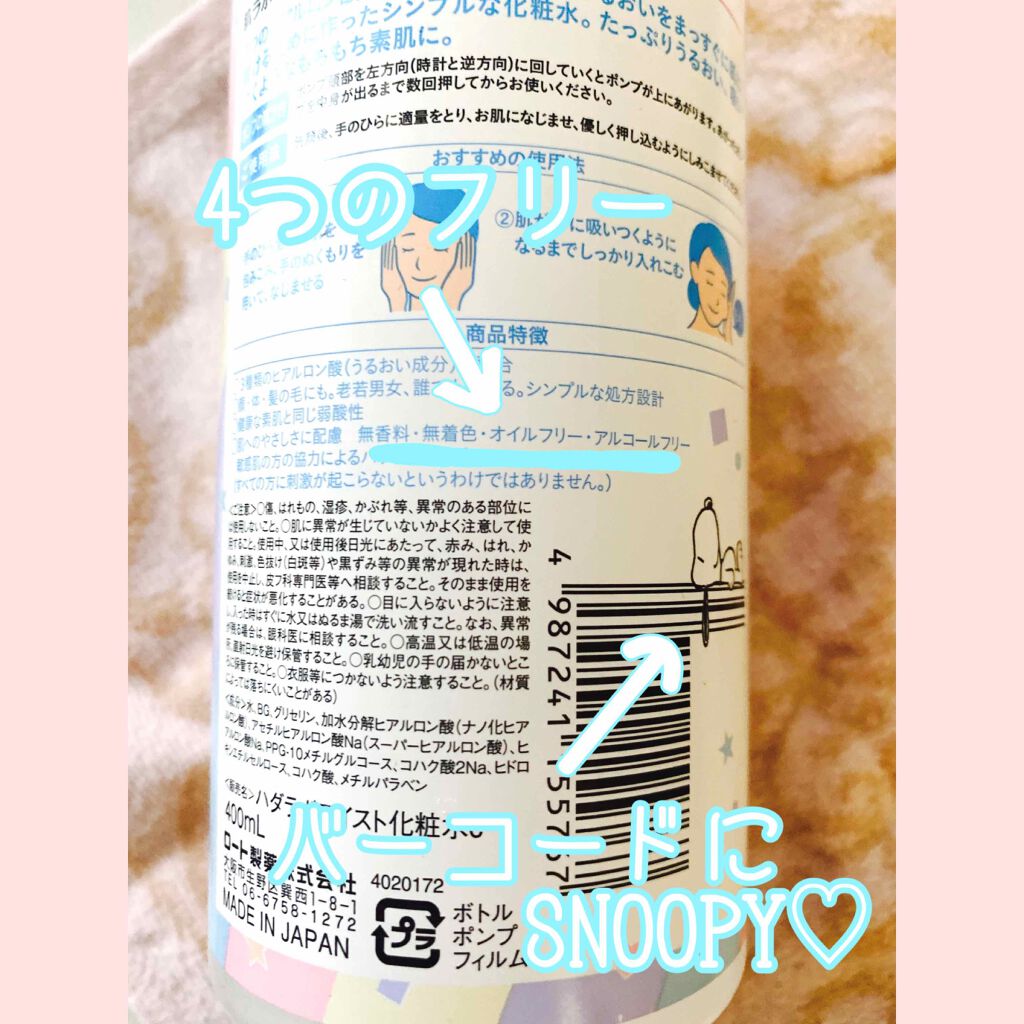 に作ったシンプルな化粧水。たっぷりうるおい、
もち素肌に。
部を左方向(時計と逆方向)に回していくとポンプが上にあがります。
が出るまで数回押してからお使いください。
手のひらに適量をとり、お肌になじませ、優しく押し込むようにしみこませ
おすすめの使用法
4つのフリー
②肌が
に吸いつくように
なるまでしっかり入れこむ
包みこみ、手のぬくもりを
用いて、なじませる
商品特徴
3種類のヒアルロン酸(うるおい成分)
合
顔・体・髪の毛にも。老若男女、誰
る。シンプルな処方設計
健康な素肌と同じ弱酸性
肌へのやさしさに配慮 無香料・無着色・オイルフリー・アルコールフリー
敏感肌の方の協力による
(すべての方に刺激が起こらないというわけではありません。)
<ご注意>○傷、はれもの、湿疹、かぶれ等、異常のある部位に
は使用しないこと。○肌に異常が生じていないかよく注意して使
用すること。使用中、又は使用後日光にあたって、赤み、はれ、か
ゆみ、刺激、色抜け(白斑等)や黒ずみ等の異常が現れた時は、
使用を中止し、皮フ科専門医等へ相談すること。そのまま使用を
続けると症状が悪化することがある。○目に入らないように注意
し、入った時はすぐに水又はぬるま湯で洗い流すこと。なお、異常
が残る場合は、眼科医に相談すること。○高温又は低温の場
所、直射日光を避け保管すること。○乳幼児の手の届かないとこ
ろに保管すること。○衣服等につかないよう注意すること。(材質
によっては落ちにくいことがある)
<成分>水、BG、グリセリン、加水分解ヒアルロン酸(ナノ化ヒア
ルロン酸)、アセチルヒアルロン酸Na(スーパーヒアルロン酸)、ヒ
アルロン酸Na、PPG-10メチルグルコース、コハク酸2Na、ヒドロ
キシエチルセルロース、コハク酸、メチルパラベン
<販売名>ハダラ
イスト化粧水
400mL
ロート製薬株式会社
大阪市生野区巽西1-8-1
TEL 06-6758-1272
MADE IN JAPAN
4020172
4 987241 15576
バーコードに
SNOOPY♡
プラ
ボトル
ポンプ
フィルム